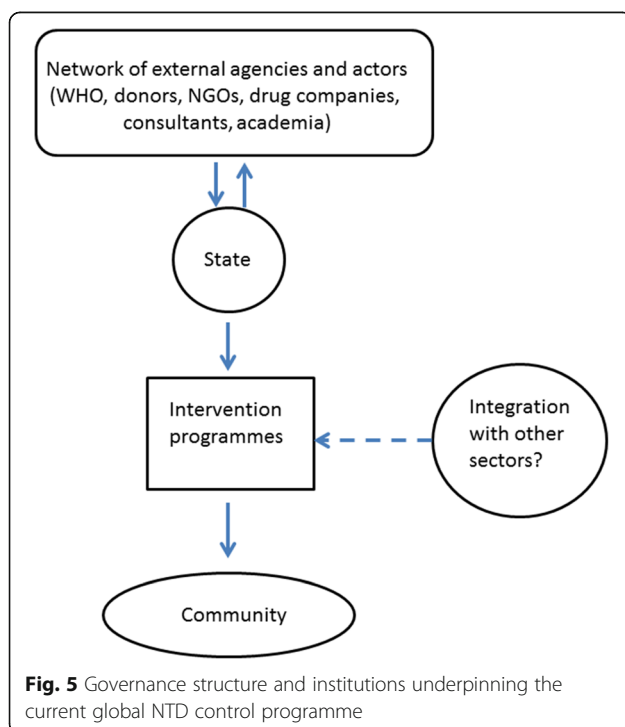 Network of external agencies and actors
(WHO, donors, NGOs, drug companies,
consultants, academia)
State
Intervention
programmes
Integration
with other
sectors?
Community
Fig. 5 Governance structure and institutions underpinning the
current global NTD control programme